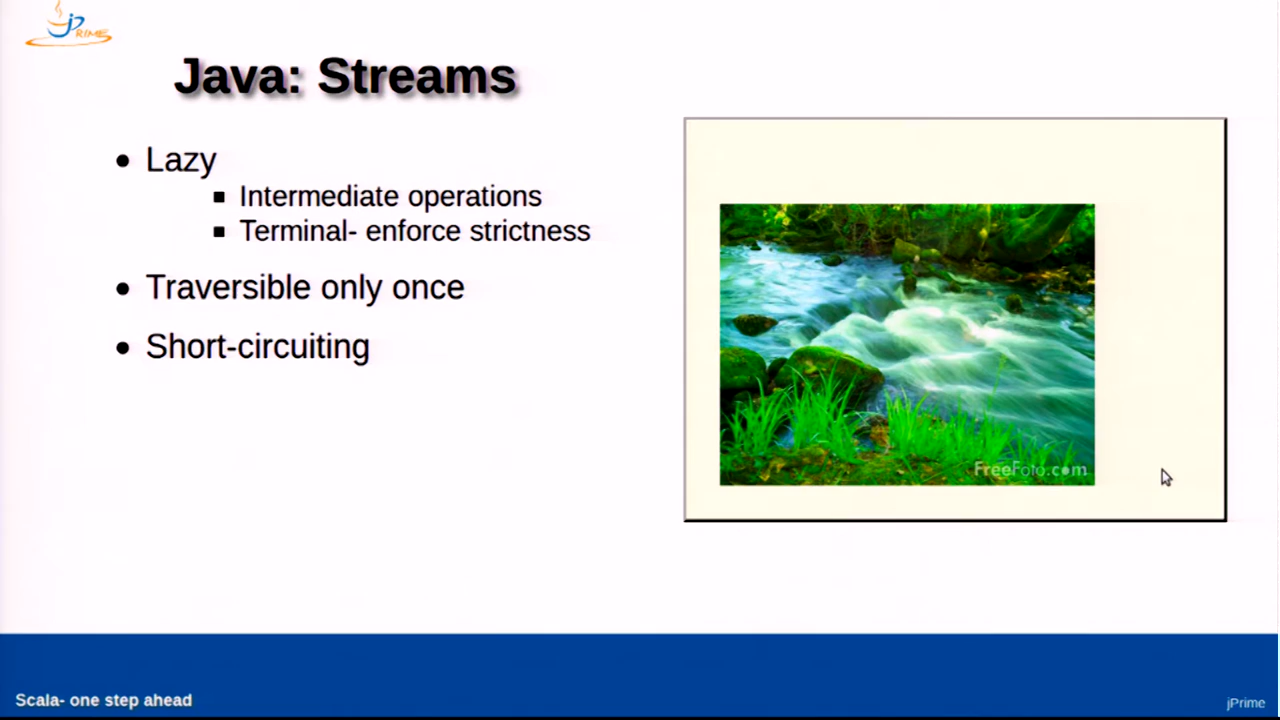 jPRIME
Java: Streams
Lazy
Intermediate operations
Terminal- enforce strictness
Traversible only once
Short-circuiting
FreeFoto.com
Scala- one step ahead
jPrime